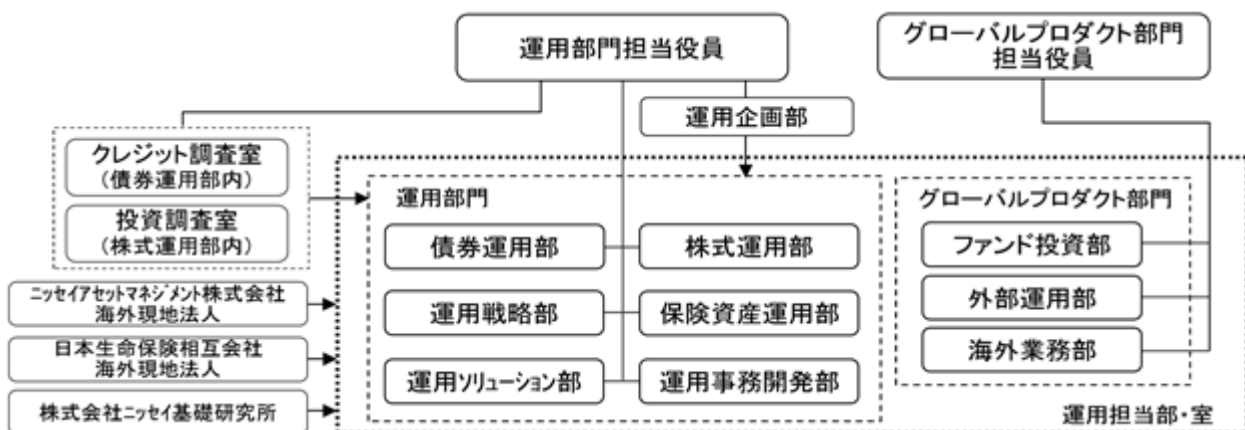 運用部門担当役員
グローバルプロダクト部門
担当役員
運用企画部
クレジット調査室
(債券運用部内)
投資調査室
(株式運用部内)
ニッセイアセットマネジメント株式会社
海外現地法人
日本生命保険相互会社
海外現地法人
株式会社ニッセイ基礎研究所
運用部門
債券運用部
株式運用部
運用戦略部
保険資産運用部
運用ソリューション部
運用事務開発部
グローバルプロダクト部門
ファンド投資部
外部運用部
海外業務部
運用担当部・室